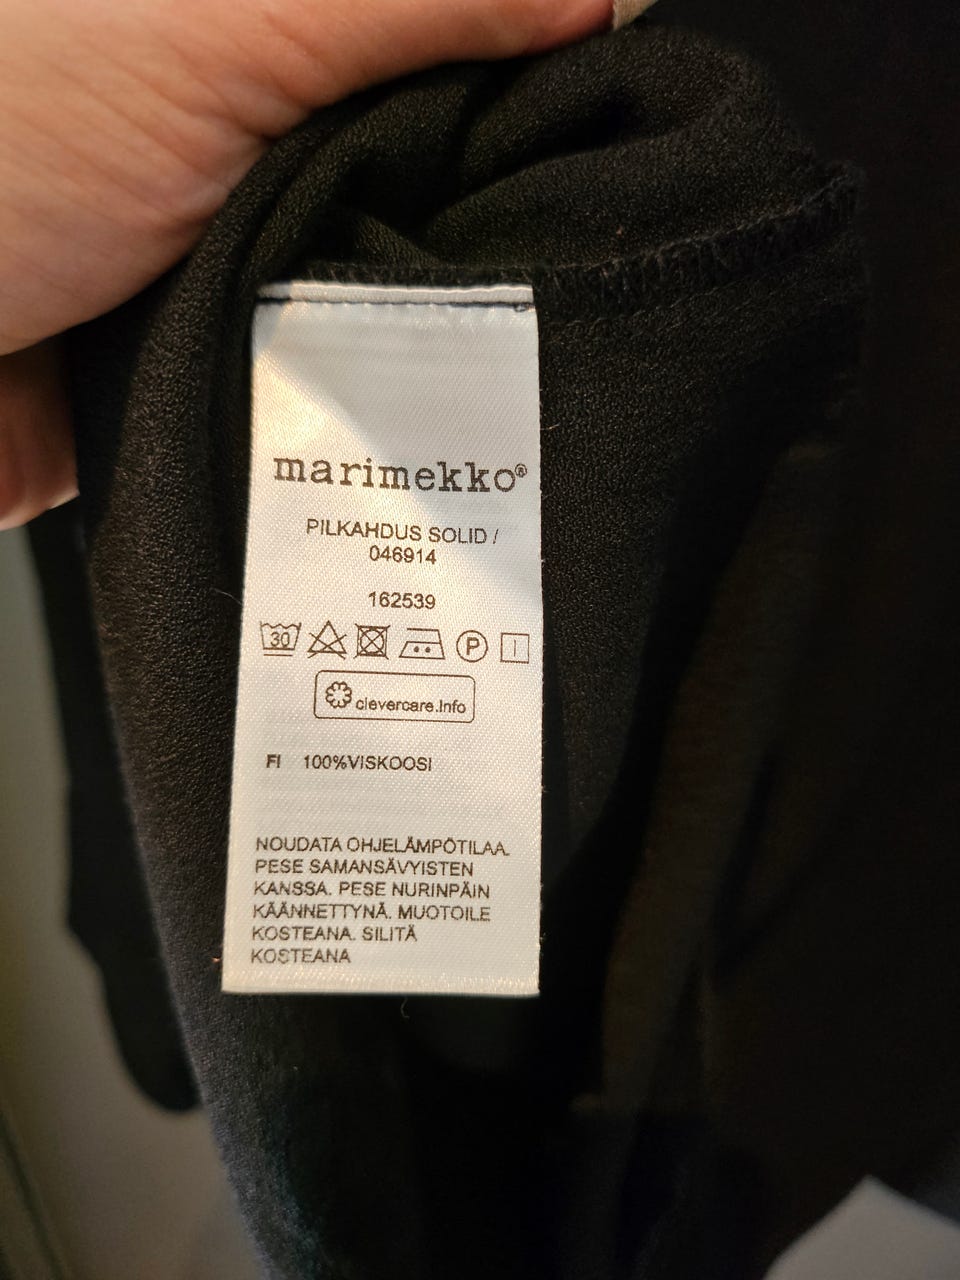 marimekko®
PILKAHDUS SOLID /
046914
162539
30 P
clevercare.info
FI 100%VISKOOSI
NOUDATA OHJELÄMPÖTILAA.
PESE SAMANSÄVYISTEN
KANSSA. PESE NURINPÄIN
KÄÄNNETTYNÄ. MUOTOILE
KOSTEANA. SILITÄ
KOSTEANA